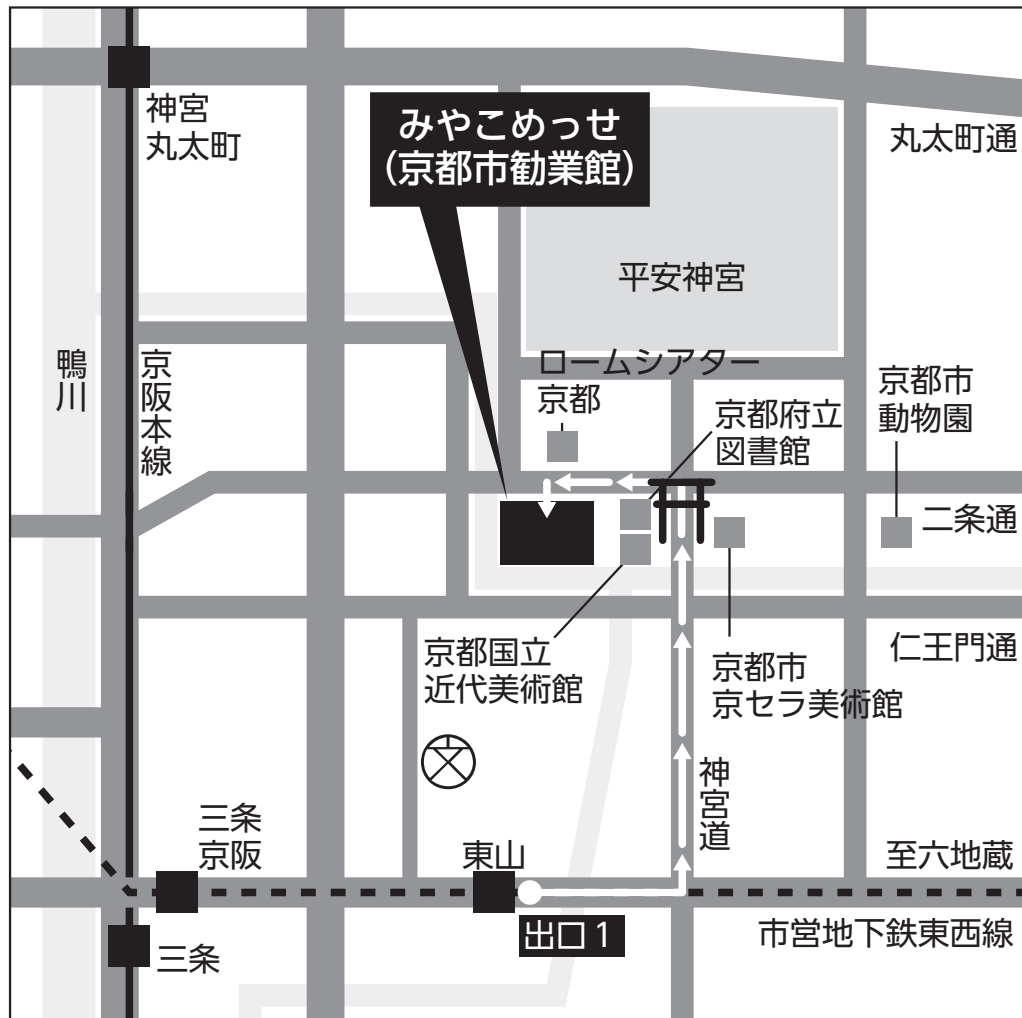 神宮
丸太町
みやこめっせ
(京都市勧業館)
丸太町通
平安神宮
鴨川
京阪本線
ロームシアター
京都
京都府立
図書館
京都市
動物園
二条通
京都国立
近代美術館
京都市
京セラ美術館
仁王門通
神宮道
三条
京阪
東山
至六地蔵
出口 1
三条
市営地下鉄東西線